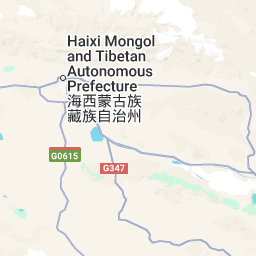 Haixi Mongol
and Tibetan
Autonomous
Prefecture
海西蒙古族
藏族自治州
G0615
G347